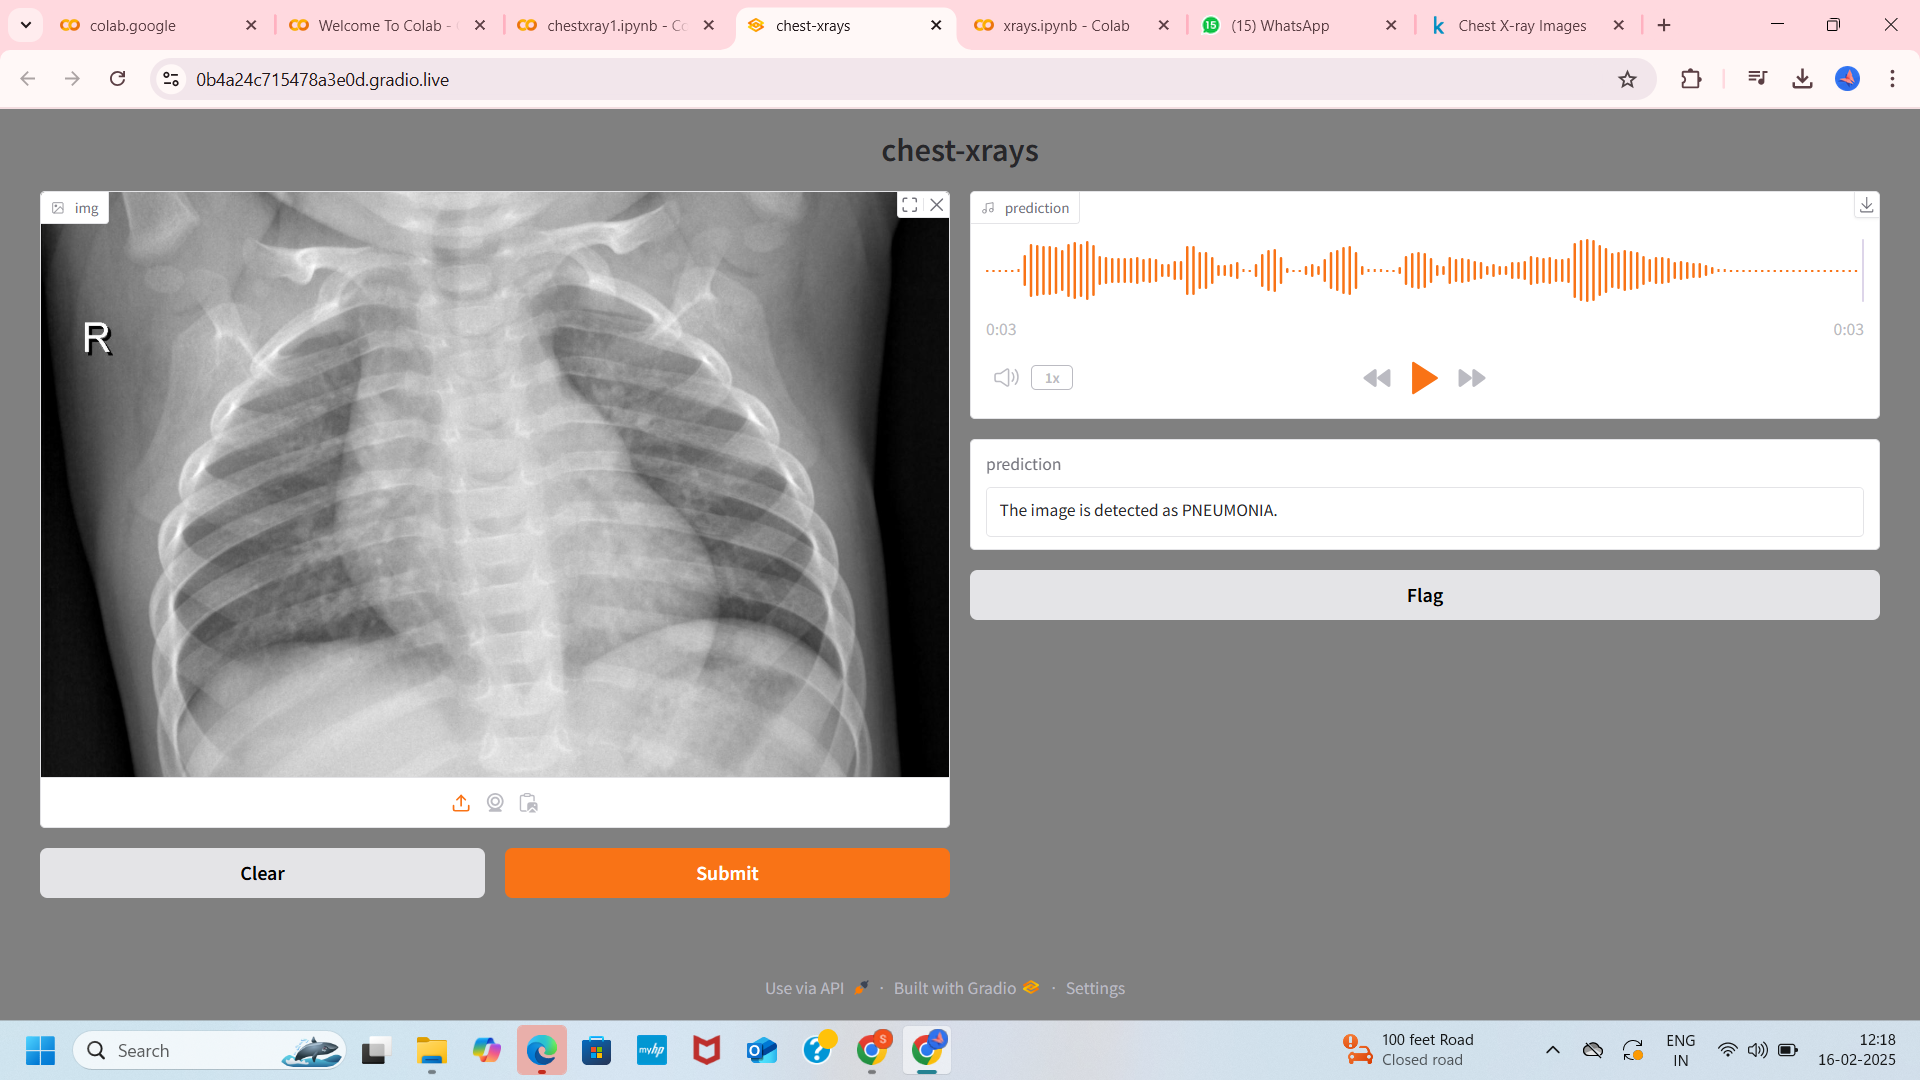 colab.google
Welcome To Colab -
chestxray1.ipynb - Co
chest-xrays
xrays.ipynb - Colab
15
(15) WhatsApp
k
Chest X-ray Images
0b4a24c715478a3e0d.gradio.live
chest-xrays
img
R
prediction
0:03
0:03
1x
prediction
The image is detected as PNEUMONIA.
Flag
Clear
Submit
Use via API · Built with Gradio · Settings
Search
myhp
S
100 feet Road
Closed road
ENG
IN
12:18
16-02-2025